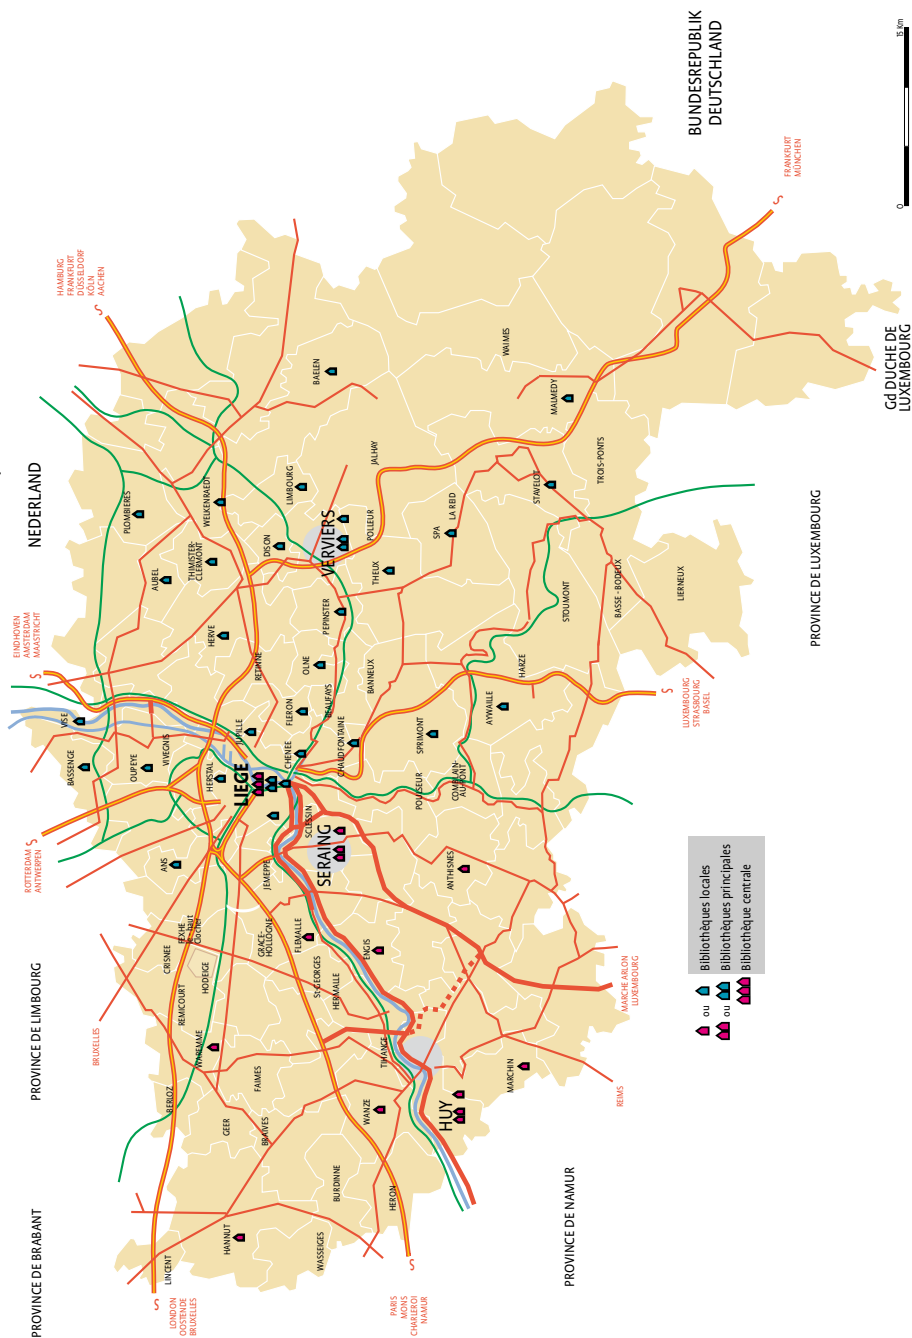 PROVINCE DE BRABANT
PROVINCE DE LIMBOURG
NEDERLAND
BUNDESREPUBLIK
DEUTSCHLAND
Gd DUCHE DE
LUXEMBOURG
PROVINCE DE LUXEMBOURG
PROVINCE DE NAMUR
LONDON
OOSTENDE
BRUXELLES
BRUXELLES
ROTTERDAM
ANTWERPEN
EINDHOVEN
AMSTERDAM
MAASTRICHT
HAMBURG
FRANKFURT
DÜSSELDORF
KÖLN
AACHEN
FRANKFURT
MÜNCHEN
LUXEMBOURG
STRASBOURG
BASEL
MARCHE ARLON
LUXEMBOURG
REIMS
PARIS
MONS
CHARLEROI
NAMUR
LINCENT
HANNUT
WASSEIGES
BURDINNE
HERON
BERLOZ
GEER
BRAIVES
FAIMES
WAREMME
REMICOURT
HODEIGE
CRISNEE
FEXHE-
le-haut
Clocher
GRACE-
HOLLOGNE
FLEMALLE
St GEORGES
HERMALLE
ENGIS
TIHANGE
WANZE
HUY
MARCHIN
ANTHISNES
ANS
JEMEPPE
SERAING
SCLESSIN
LIEGE
HERSTAL
JUPILLE
CHENEE
BASSENGE
OUPEYE
VIVEGNIS
VISE
FLERON
BEAUFAYS
CHAUDFONTAINE
RETINNE
OLNE
BANNEUX
SPRIMONT
POULSEUR
COMBLAIN-
AU-PONT
AYWAILLE
HARZE
HERVE
AUBEL
THIMISTER-
CLERMONT
PLOMBIERES
WELKENRAEDT
DISON
LIMBOURG
VERVIERS
PEPINSTER
POLLEUR
THEUX
JALHAY
BAELEN
SPA
LA RBD
STAVELOT
STOUMONT
BASSE - BODEUX
LIERNEUX
TROIS-PONTS
MALMEDY
WAIMES
ou Bibliothèques locales
ou Bibliothèques principales
Bibliothèque centrale
0 15 Km